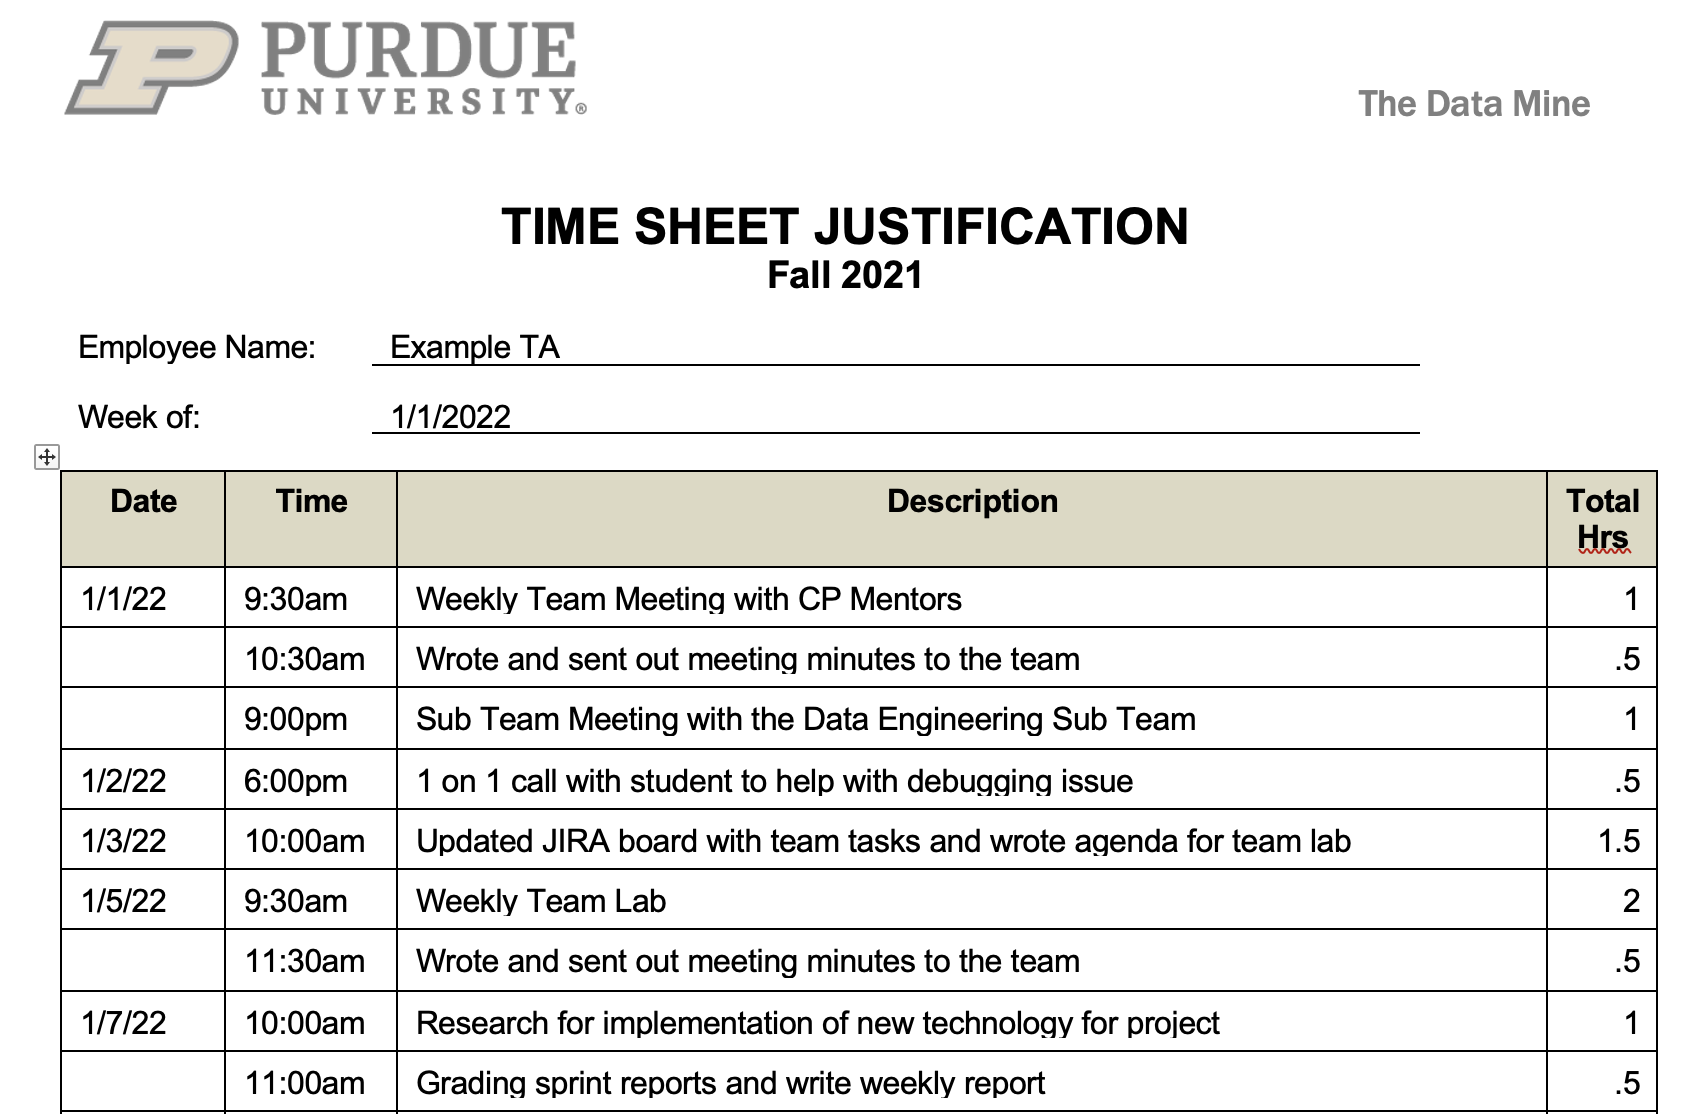 PURDUE
UNIVERSITY®
The Data Mine
TIME SHEET JUSTIFICATION
Fall 2021
Employee Name: Example TA
Week of: 1/1/2022
Date Time Description Total Hrs
1/1/22 9:30am Weekly Team Meeting with CP Mentors 1
10:30am Wrote and sent out meeting minutes to the team .5
9:00pm Sub Team Meeting with the Data Engineering Sub Team 1
1/2/22 6:00pm 1 on 1 call with student to help with debugging issue .5
1/3/22 10:00am Updated JIRA board with team tasks and wrote agenda for team lab 1.5
1/5/22 9:30am Weekly Team Lab 2
11:30am Wrote and sent out meeting minutes to the team .5
1/7/22 10:00am Research for implementation of new technology for project 1
11:00am Grading sprint reports and write weekly report .5